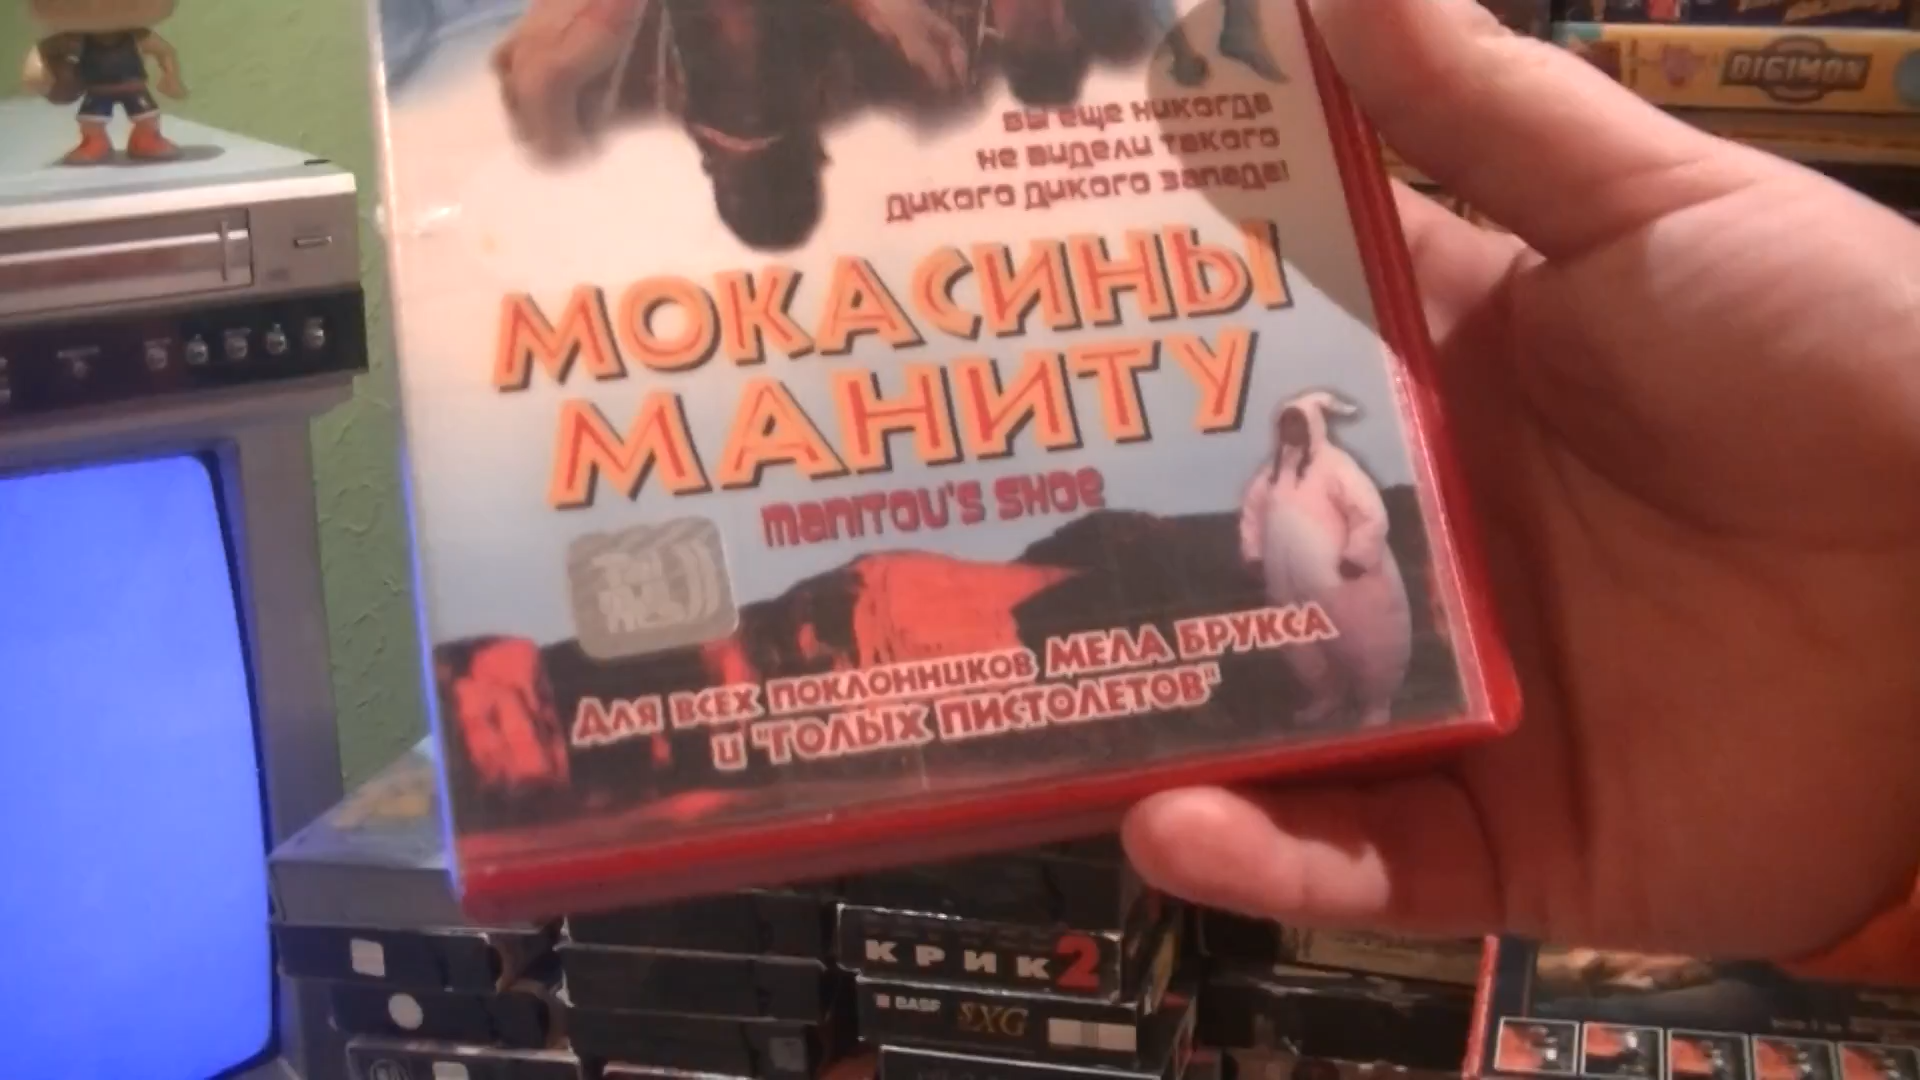 DIGIMON
Вы еще никогда
не видели такого
дикого дикого запада!
МОКАСИНЫ
МАНИТУ
MANITOU'S SHOE
Для всех поклонников МЕЛА БРУКСА
и "ГОЛЫХ ПИСТОЛЕТОВ"
КРИК 2
BASF SXG